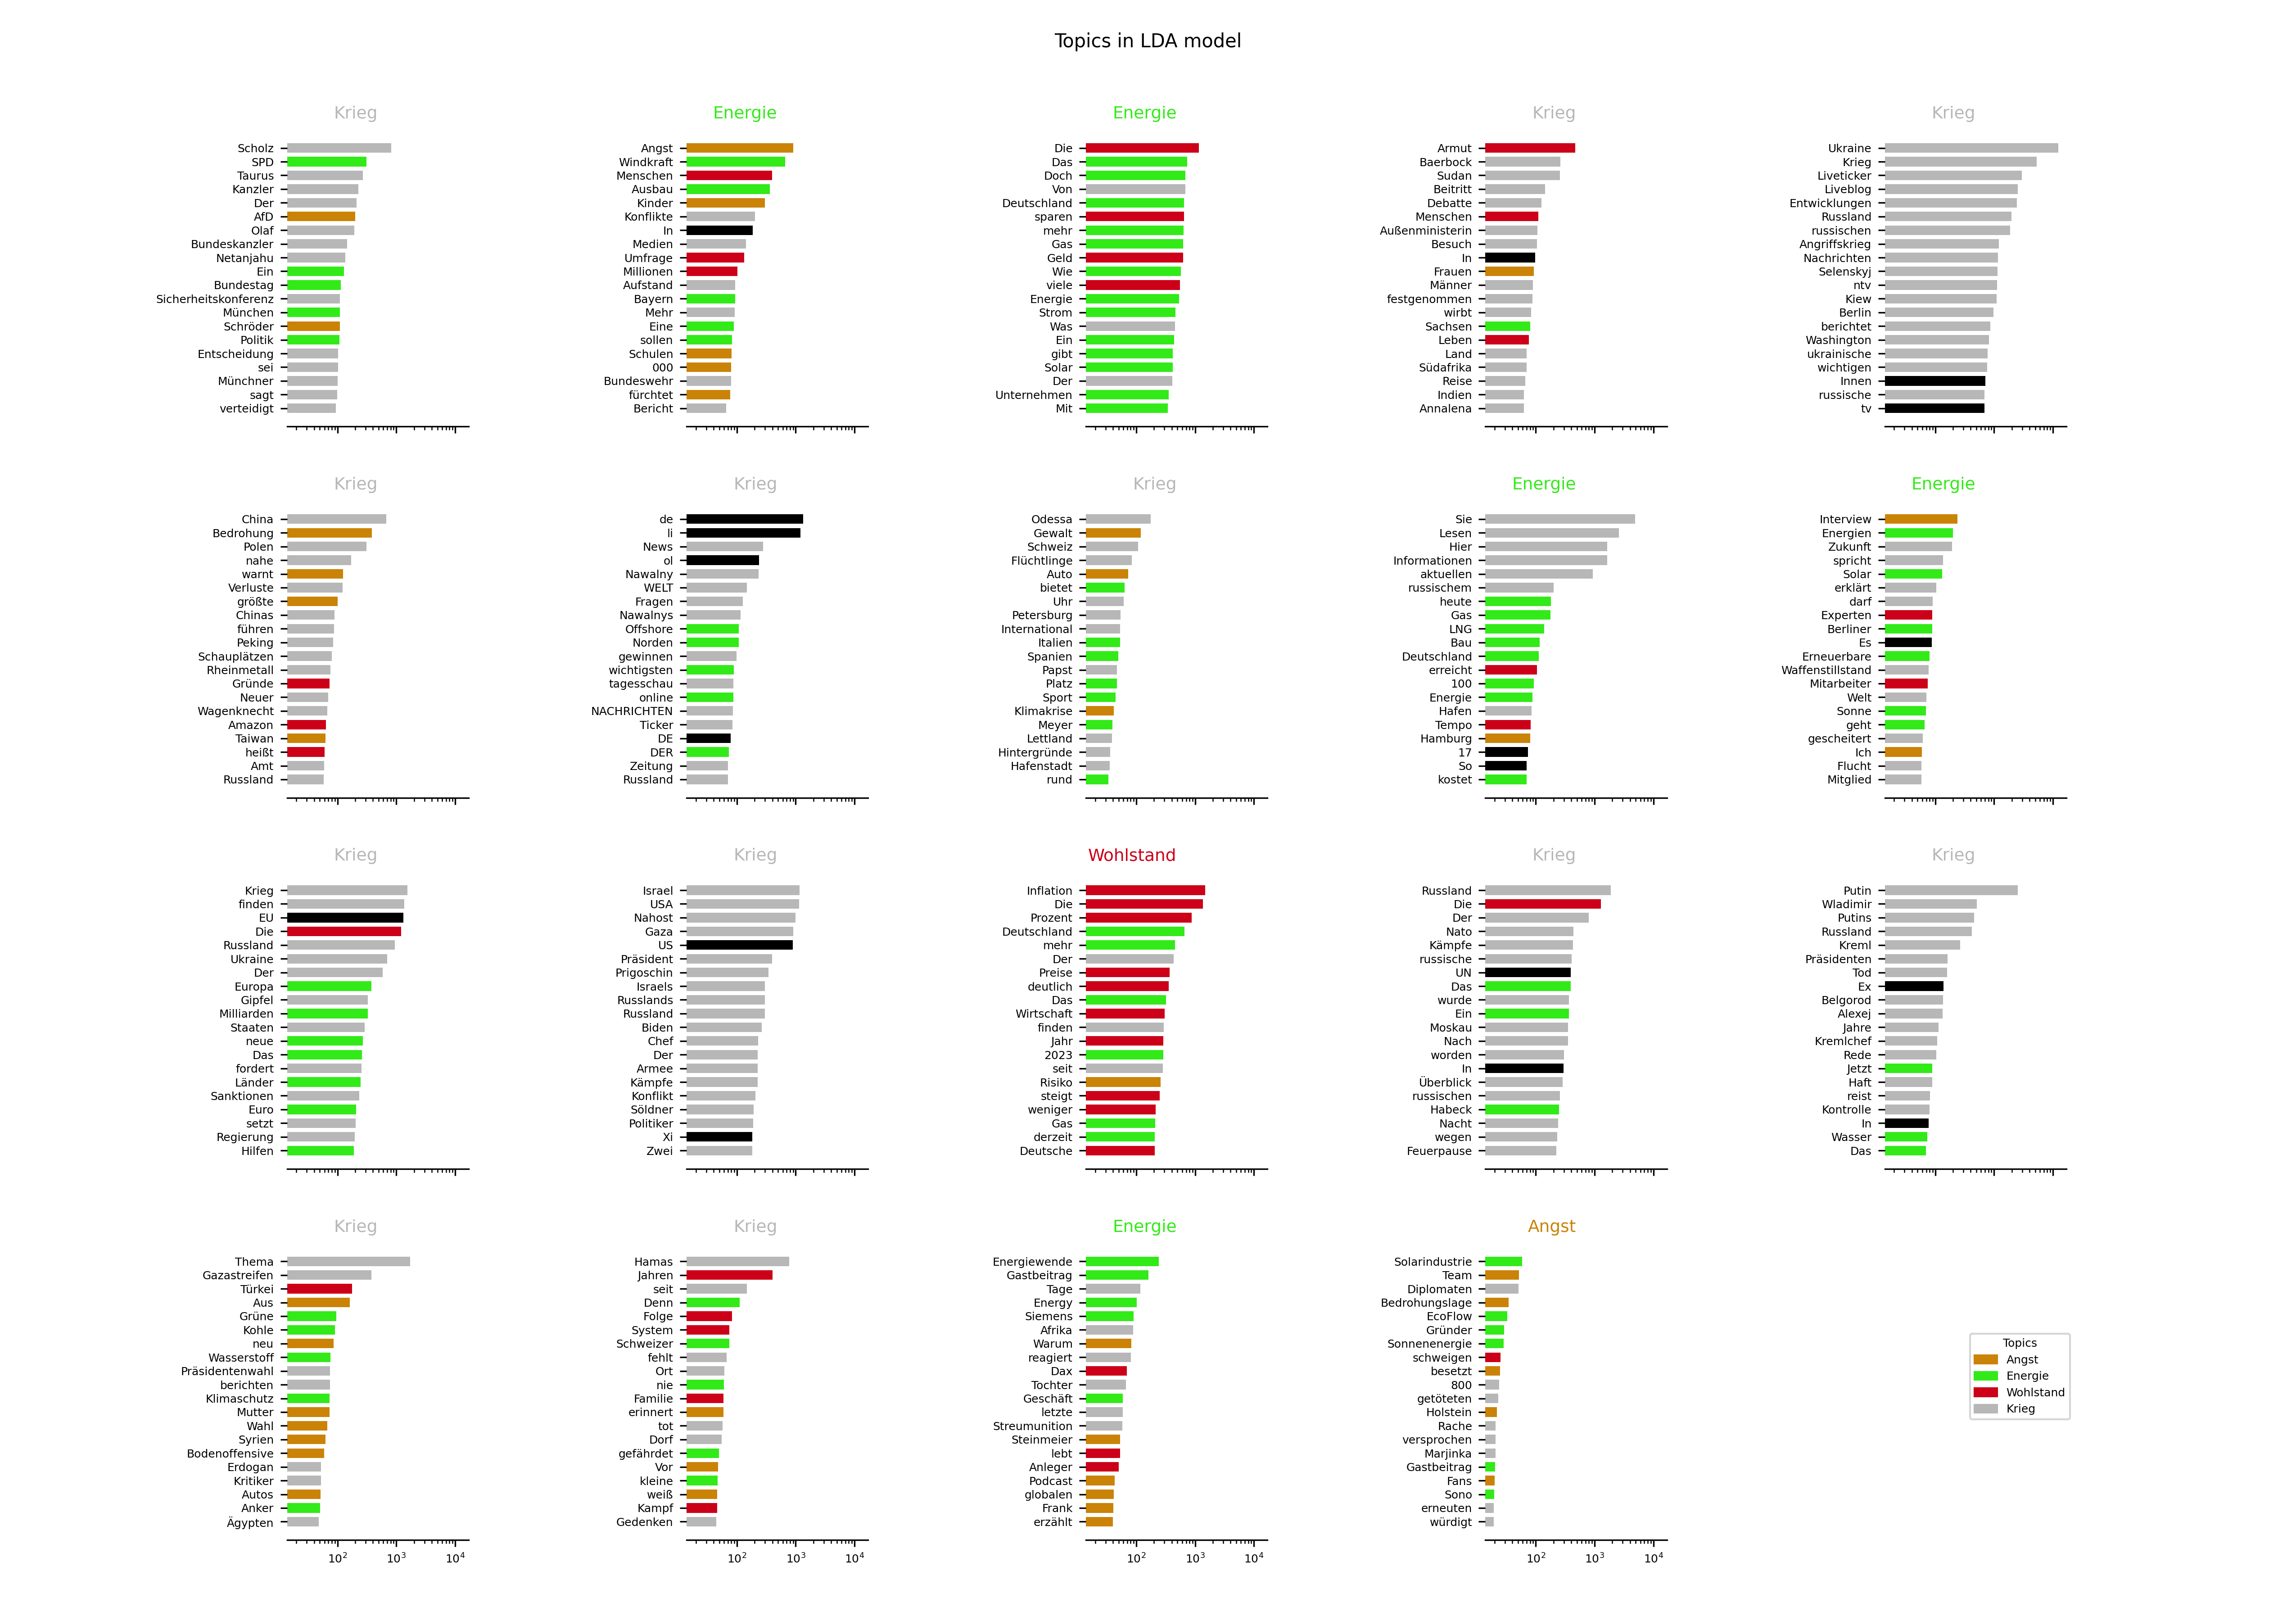 Topics in LDA model
Krieg
Scholz
SPD
Taurus
Kanzler
Der
AfD
Olaf
Bundeskanzler
Netanjahu
Ein
Bundestag
Sicherheitskonferenz
München
Schröder
Politik
Entscheidung
sei
Münchner
sagt
verteidigt
Energie
Angst
Windkraft
Menschen
Ausbau
Kinder
Konflikte
In
Medien
Umfrage
Millionen
Aufstand
Bayern
Mehr
Eine
sollen
Schulen
000
Bundeswehr
fürchtet
Bericht
Energie
Die
Das
Doch
Von
Deutschland
sparen
mehr
Gas
Geld
Wie
viele
Energie
Strom
Was
Ein
gibt
Solar
Der
Unternehmen
Mit
Krieg
Armut
Baerbock
Sudan
Beitritt
Debatte
Menschen
Außenministerin
Besuch
In
Frauen
Männer
festgenommen
wirbt
Sachsen
Leben
Land
Südafrika
Reise
Indien
Annalena
Krieg
Ukraine
Krieg
Liveticker
Liveblog
Entwicklungen
Russland
russischen
Angriffskrieg
Nachrichten
Selenskyj
ntv
Kiew
Berlin
berichtet
Washington
ukrainische
wichtigen
Innen
russische
tv
Krieg
China
Bedrohung
Polen
nahe
warnt
Verluste
größte
Chinas
führen
Peking
Schauplätzen
Rheinmetall
Gründe
Neuer
Wagenknecht
Amazon
Taiwan
heißt
Amt
Russland
Krieg
de
li
News
ol
Nawalny
WELT
Fragen
Nawalnys
Offshore
Norden
gewinnen
wichtigsten
tagesschau
online
NACHRICHTEN
Ticker
DE
DER
Zeitung
Russland
Krieg
Odessa
Gewalt
Schweiz
Flüchtlinge
Auto
bietet
Uhr
Petersburg
International
Italien
Spanien
Papst
Platz
Sport
Klimakrise
Meyer
Lettland
Hintergründe
Hafenstadt
rund
Energie
Sie
Lesen
Hier
Informationen
aktuellen
russischem
heute
Gas
LNG
Bau
Deutschland
erreicht
100
Energie
Hafen
Tempo
Hamburg
17
So
kostet
Energie
Interview
Energien
Zukunft
spricht
Solar
erklärt
darf
Experten
Berliner
Es
Erneuerbare
Waffenstillstand
Mitarbeiter
Welt
Sonne
geht
gescheitert
Ich
Flucht
Mitglied
Krieg
Krieg
finden
EU
Die
Russland
Ukraine
Der
Europa
Gipfel
Milliarden
Staaten
neue
Das
fordert
Länder
Sanktionen
Euro
setzt
Regierung
Hilfen
Krieg
Israel
USA
Nahost
Gaza
US
Präsident
Prigoschin
Israels
Russlands
Russland
Biden
Chef
Der
Armee
Kämpfe
Konflikt
Söldner
Politiker
Xi
Zwei
Wohlstand
Inflation
Die
Prozent
Deutschland
mehr
Der
Preise
deutlich
Das
Wirtschaft
finden
Jahr
2023
seit
Risiko
steigt
weniger
Gas
derzeit
Deutsche
Krieg
Russland
Die
Der
Nato
Kämpfe
russische
UN
Das
wurde
Ein
Moskau
Nach
worden
In
Überblick
russischen
Habeck
Nacht
wegen
Feuerpause
Krieg
Putin
Wladimir
Putins
Russland
Kreml
Präsidenten
Tod
Ex
Belgorod
Alexej
Jahre
Kremlchef
Rede
Jetzt
Haft
reist
Kontrolle
In
Wasser
Das
Krieg
Thema
Gazastreifen
Türkei
Aus
Grüne
Kohle
neu
Wasserstoff
Präsidentenwahl
berichten
Klimaschutz
Mutter
Wahl
Syrien
Bodenoffensive
Erdogan
Kritiker
Autos
Anker
Ägypten
10² 10³ 10⁴
Krieg
Hamas
Jahren
seit
Denn
Folge
System
Schweizer
fehlt
Ort
nie
Familie
erinnert
tot
Dorf
gefährdet
Vor
kleine
weiß
Kampf
Gedenken
10² 10³ 10⁴
Energie
Energiewende
Gastbeitrag
Tage
Energy
Siemens
Afrika
Warum
reagiert
Dax
Tochter
Geschäft
letzte
Streumunition
Steinmeier
lebt
Anleger
Podcast
globalen
Frank
erzählt
10² 10³ 10⁴
Angst
Solarindustrie
Team
Diplomaten
Bedrohungslage
EcoFlow
Gründer
Sonnenenergie
schweigen
besetzt
800
getöteten
Holstein
Rache
versprochen
Marjinka
Gastbeitrag
Fans
Sono
erneuten
würdigt
10² 10³ 10⁴
Topics
Angst
Energie
Wohlstand
Krieg